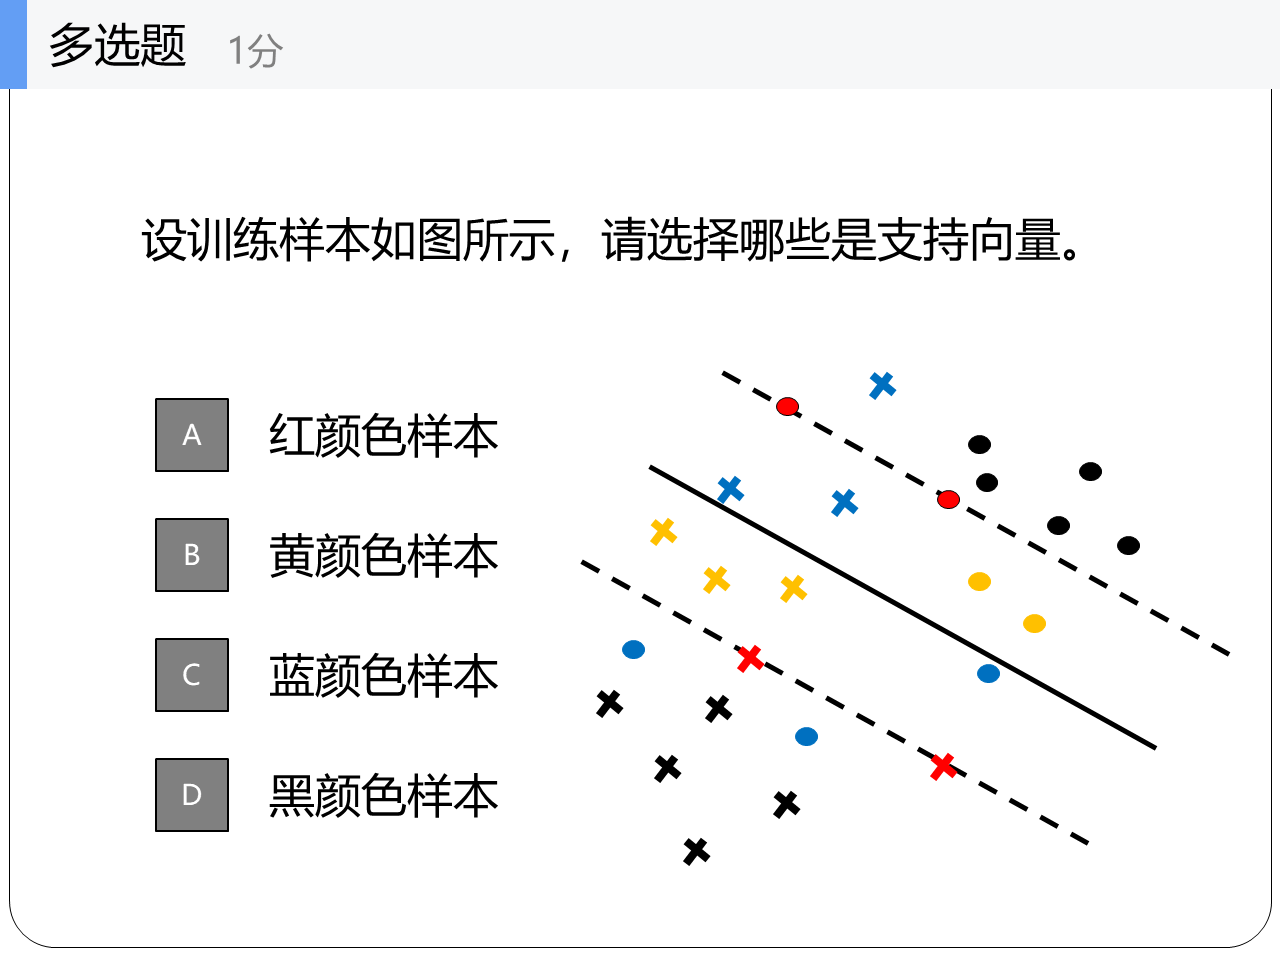 多选题 1分
设训练样本如图所示，请选择哪些是支持向量。
A 红颜色样本
B 黄颜色样本
C 蓝颜色样本
D 黑颜色样本